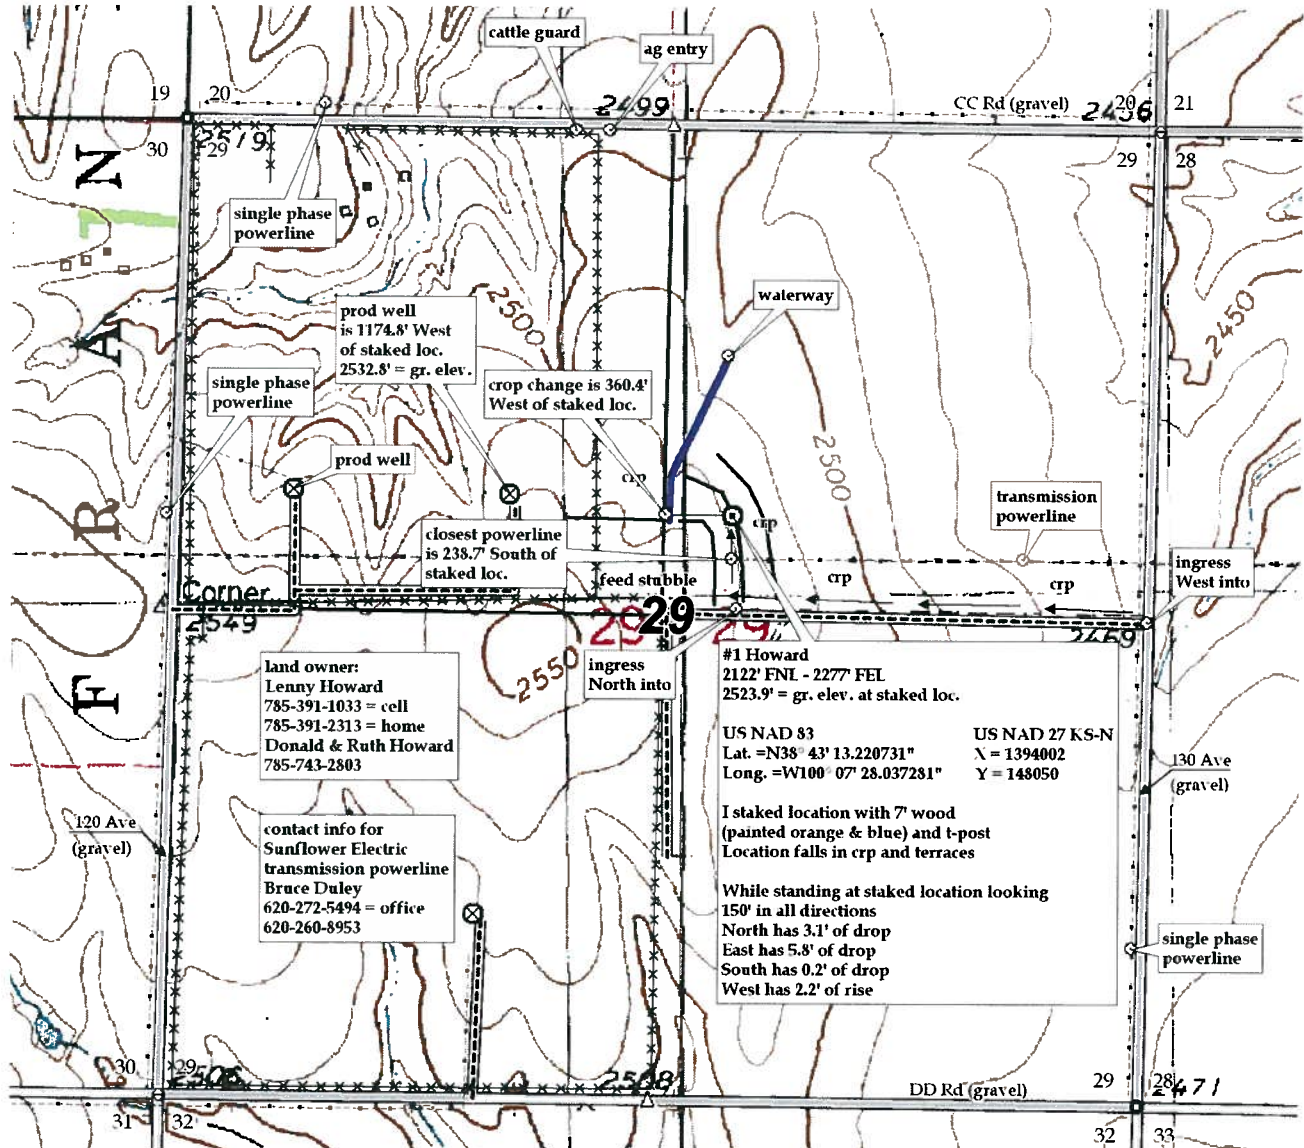 cattle guard
ag entry
19
20
2499
CC Rd (gravel)
20
2456
21
30
2519
29
29
28
N
single phase
powerline
waterway
2500
2450
prod well
is 1174.8' West
of staked loc.
2532.8' = gr. elev.
A
single phase
powerline
crop change is 360.4'
West of staked loc.
2500
prod well
crp
R
crp
transmission
powerline
closest powerline
is 238.7' South of
staked loc.
ingress
West into
feed stubble
crp
crp
Corner
2549
29
29
29
2469
F
2550
ingress
North into
land owner:
Lenny Howard
785-391-1033 = cell
785-391-2313 = home
Donald & Ruth Howard
785-743-2803
#1 Howard
2122' FNL - 2277' FEL
2523.9' = gr. elev. at staked loc.
US NAD 83
Lat. =N38° 43' 13.220731"
Long. =W100° 07' 28.037281"
US NAD 27 KS-N
X = 1394002
Y = 148050
I staked location with 7' wood
(painted orange & blue) and t-post
Location falls in crp and terraces
While standing at staked location looking
150' in all directions
North has 3.1' of drop
East has 5.8' of drop
South has 0.2' of drop
West has 2.2' of rise
130 Ave
(gravel)
120 Ave
(gravel)
contact info for
Sunflower Electric
transmission powerline
Bruce Duley
620-272-5494 = office
620-260-8953
single phase
powerline
30
29
2506
2508
DD Rd (gravel)
29
28
2471
31
32
32
33